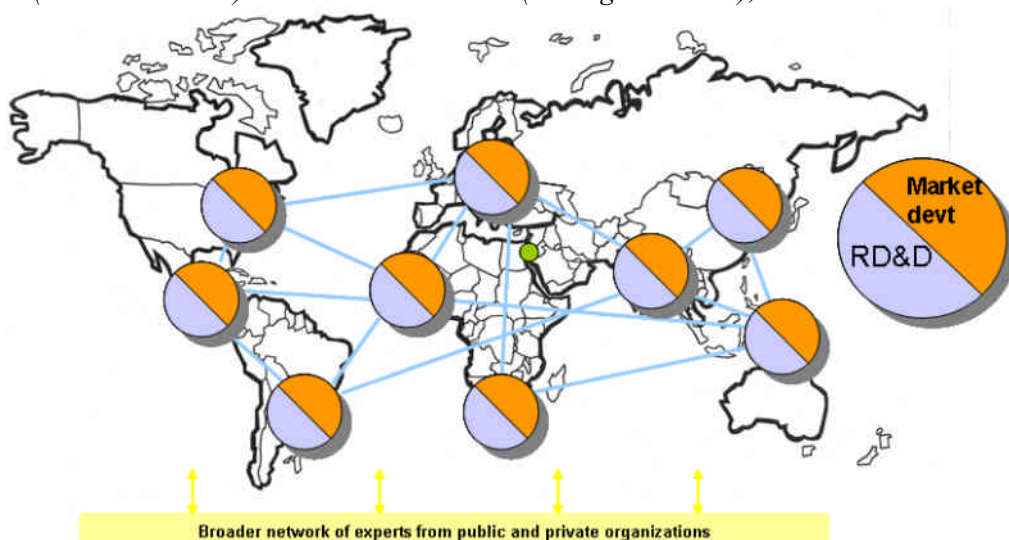 Market
devt
RD&D
Broader network of experts from public and private organizations